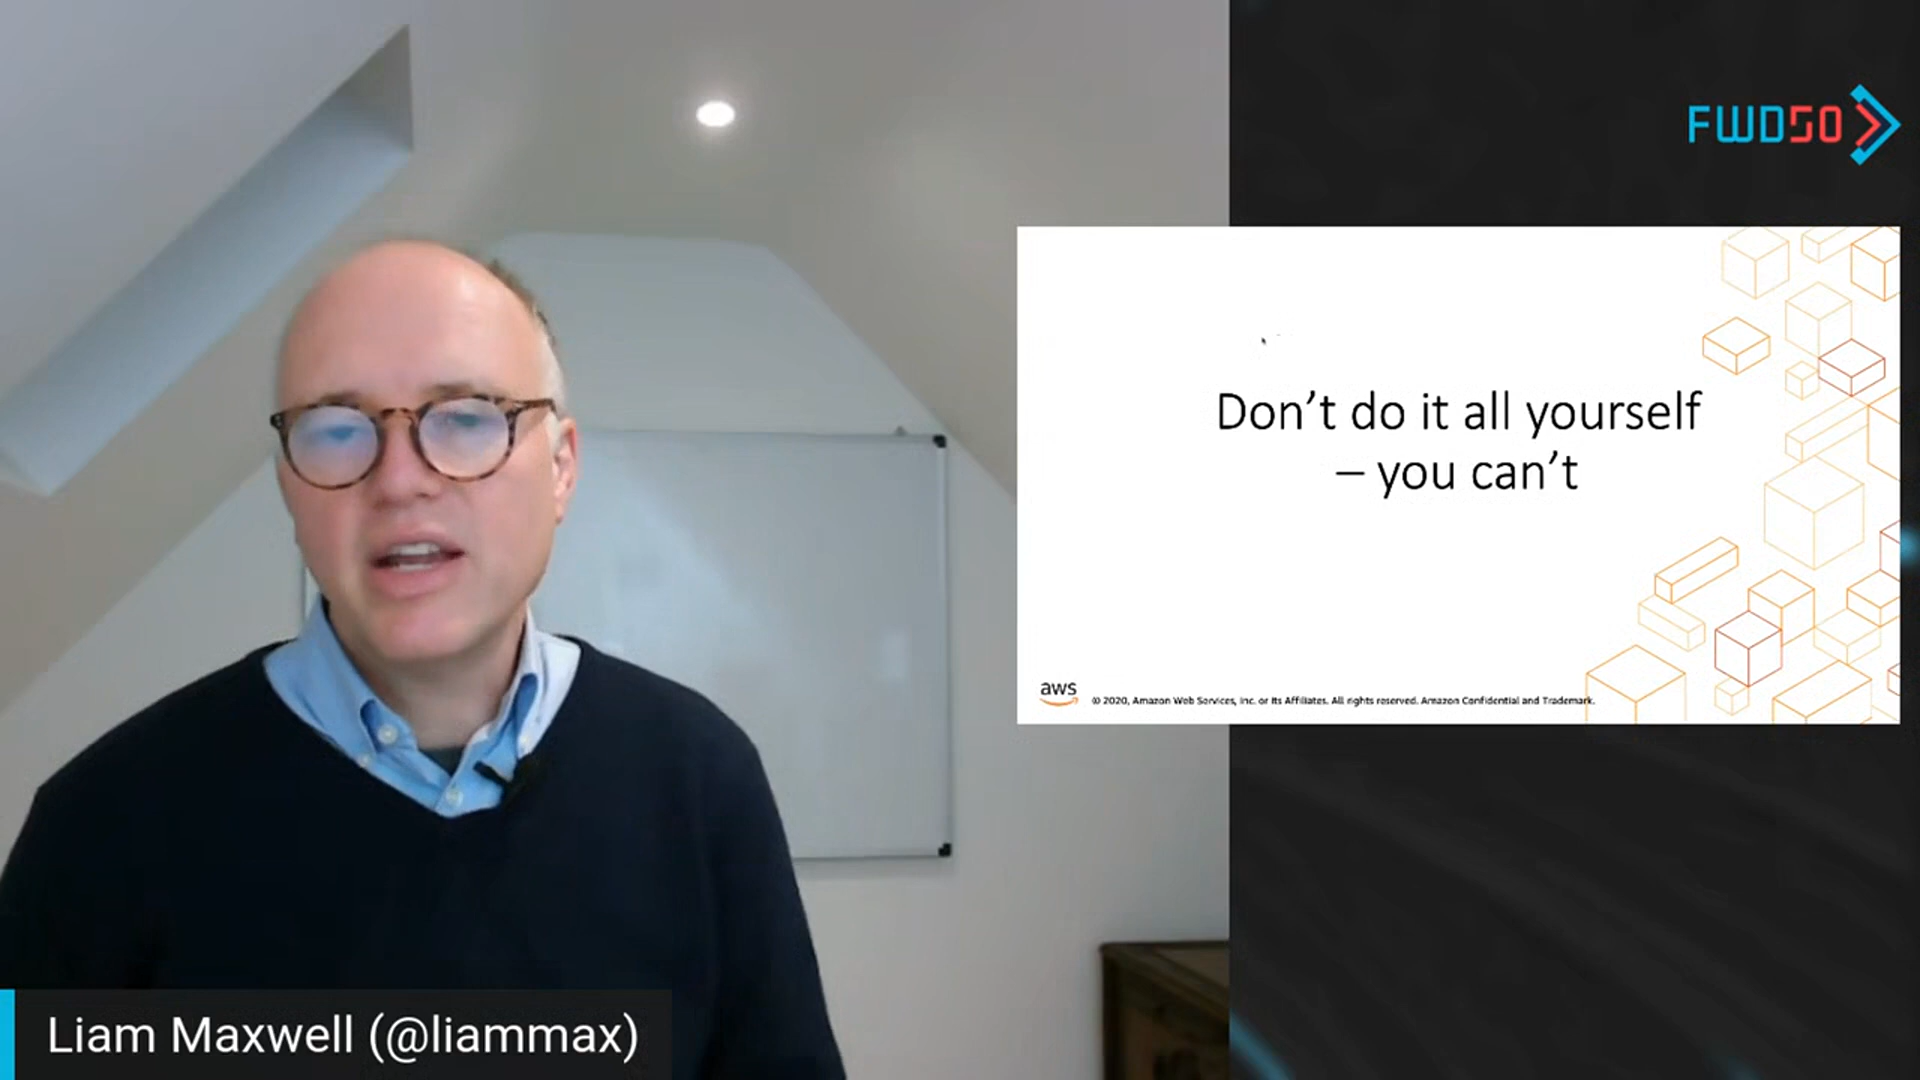 FWD50
Don’t do it all yourself
– you can’t
aws
© 2020, Amazon Web Services, Inc. or its Affiliates. All rights reserved. Amazon Confidential and Trademark.
Liam Maxwell (@liammax)